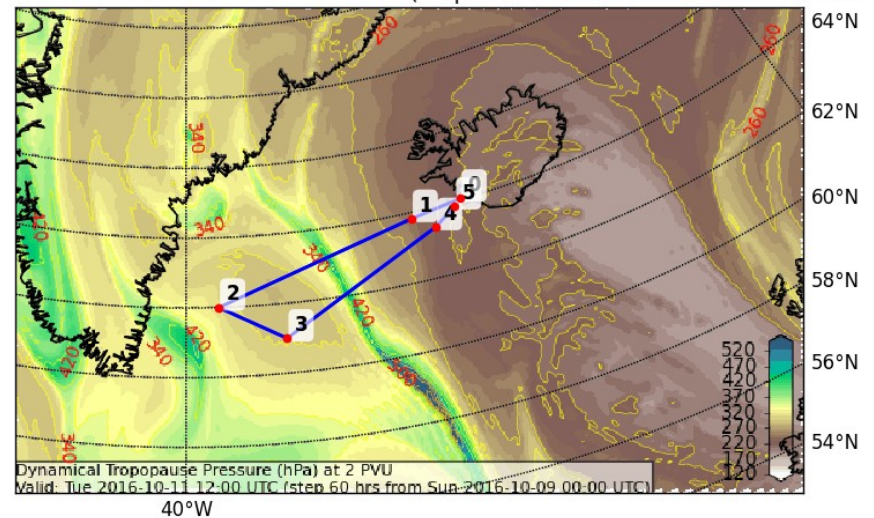 64°N
260
260
260
62°N
340
5
60°N
1
4
420
340
58°N
2
420
3
420
340
520
56°N
470
420
420
370
320
270
220
54°N
340
170
120
Dynamical Tropopause Pressure (hPa) at 2 PVU
Valid: Tue 2016-10-11 12:00 UTC (step 60 hrs from Sun 2016-10-09 00:00 UTC)
40°W